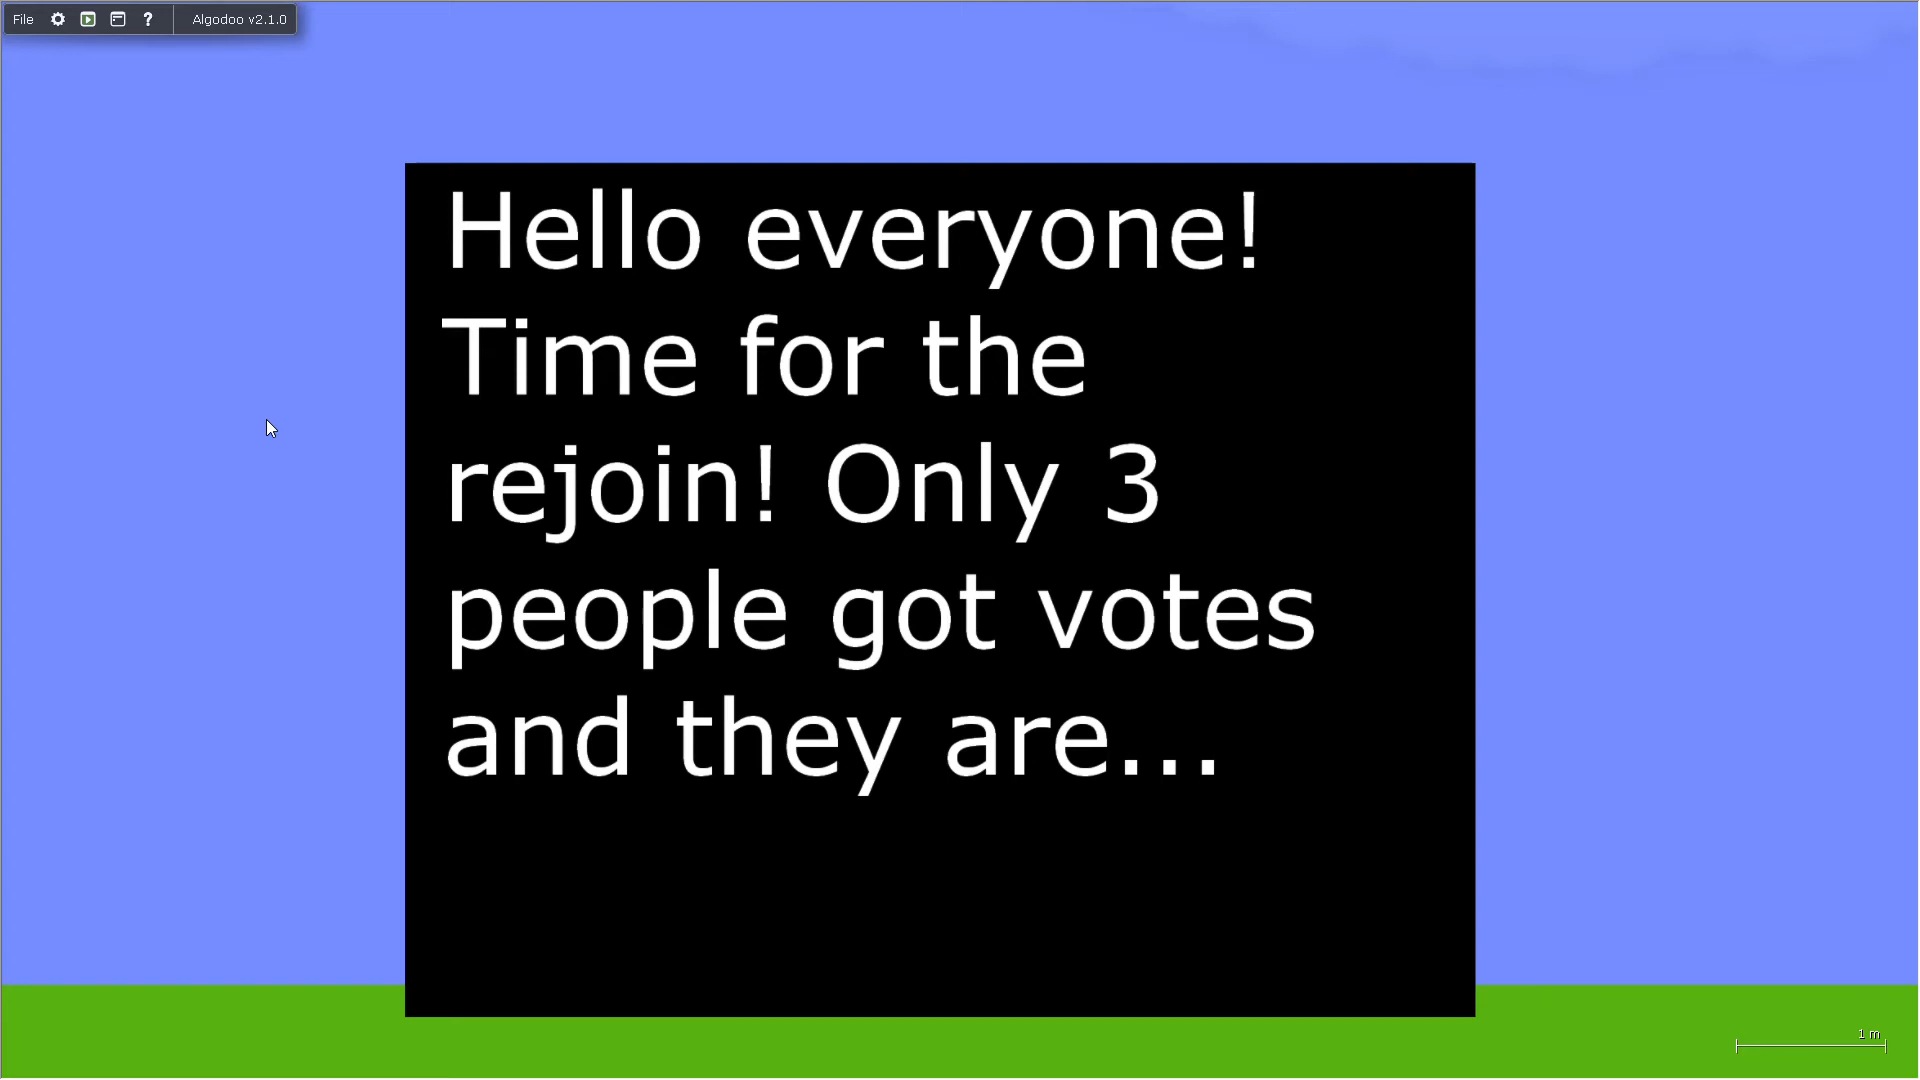 File ? Algodoo v2.1.0
Hello everyone!
Time for the
rejoin! Only 3
people got votes
and they are...
1 m